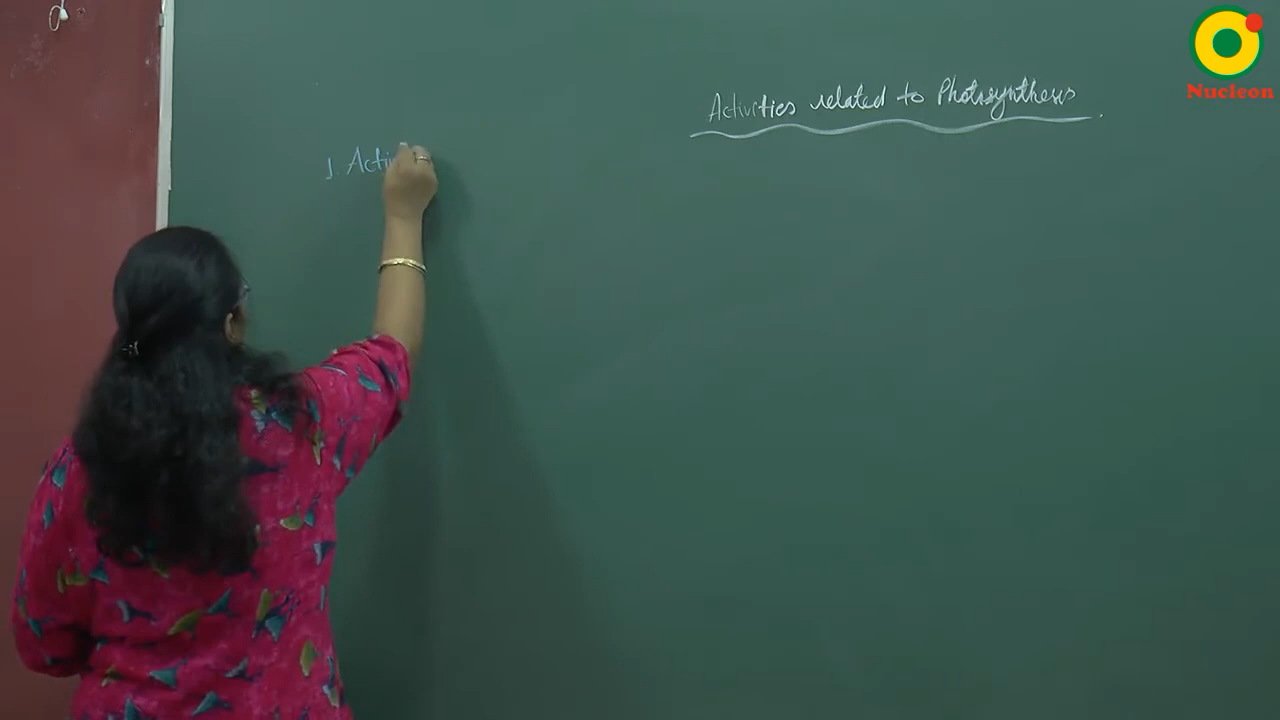 Nucleon
Activities related to Photosynthesis.
1. Acti